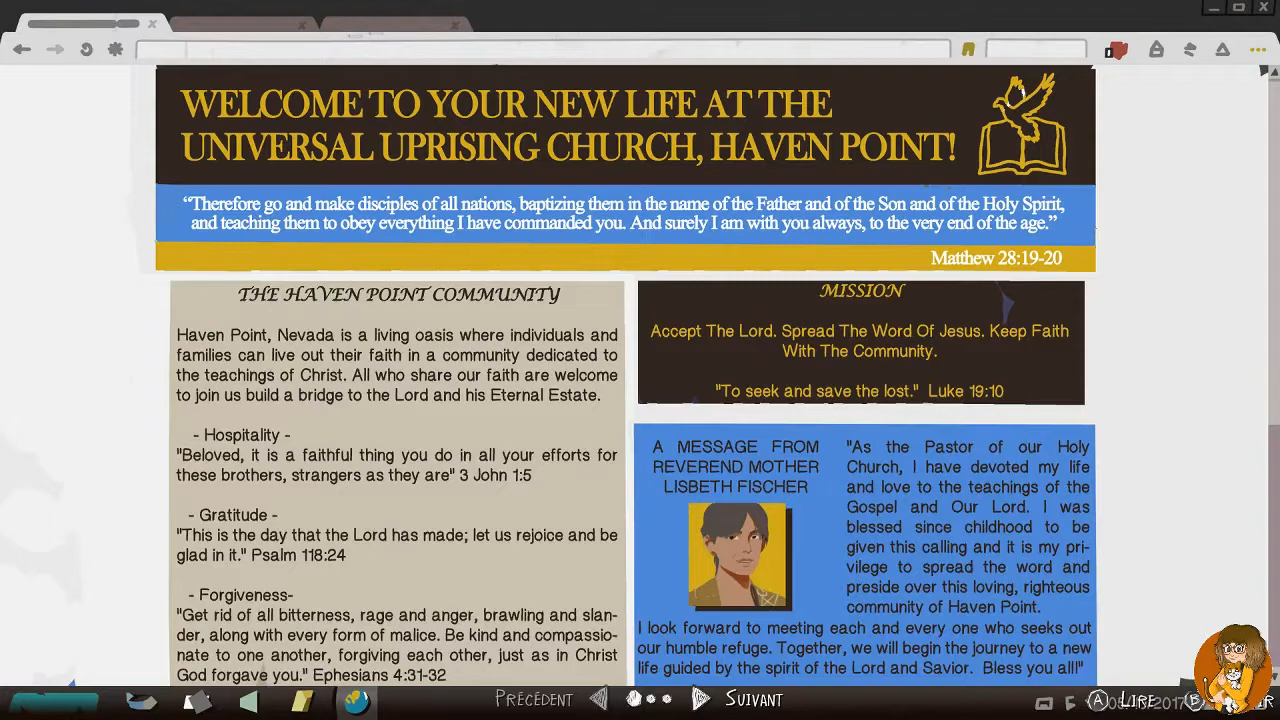 WELCOME TO YOUR NEW LIFE AT THE
UNIVERSAL UPRISING CHURCH, HAVEN POINT!
“Therefore go and make disciples of all nations, baptizing them in the name of the Father and of the Son and of the Holy Spirit,
and teaching them to obey everything I have commanded you. And surely I am with you always, to the very end of the age.”
Matthew 28:19-20
THE HAVEN POINT COMMUNITY
Haven Point, Nevada is a living oasis where individuals and
families can live out their faith in a community dedicated to
the teachings of Christ. All who share our faith are welcome
to join us build a bridge to the Lord and his Eternal Estate.
- Hospitality -
"Beloved, it is a faithful thing you do in all your efforts for
these brothers, strangers as they are" 3 John 1:5
- Gratitude -
"This is the day that the Lord has made; let us rejoice and be
glad in it." Psalm 118:24
- Forgiveness-
"Get rid of all bitterness, rage and anger, brawling and slan-
der, along with every form of malice. Be kind and compassio-
nate to one another, forgiving each other, just as in Christ
God forgave you." Ephesians 4:31-32
MISSION
Accept The Lord. Spread The Word Of Jesus. Keep Faith
With The Community.
"To seek and save the lost." Luke 19:10
A MESSAGE FROM
REVEREND MOTHER
LISBETH FISCHER
"As the Pastor of our Holy
Church, I have devoted my life
and love to the teachings of the
Gospel and Our Lord. I was
blessed since childhood to be
given this calling and it is my pri-
vilege to spread the word and
preside over this loving, righteous
community of Haven Point.
I look forward to meeting each and every one who seeks out
our humble refuge. Together, we will begin the journey to a new
life guided by the spirit of the Lord and Savior. Bless you all!"
PRÉCÉDENT SUIVANT A LIRE B